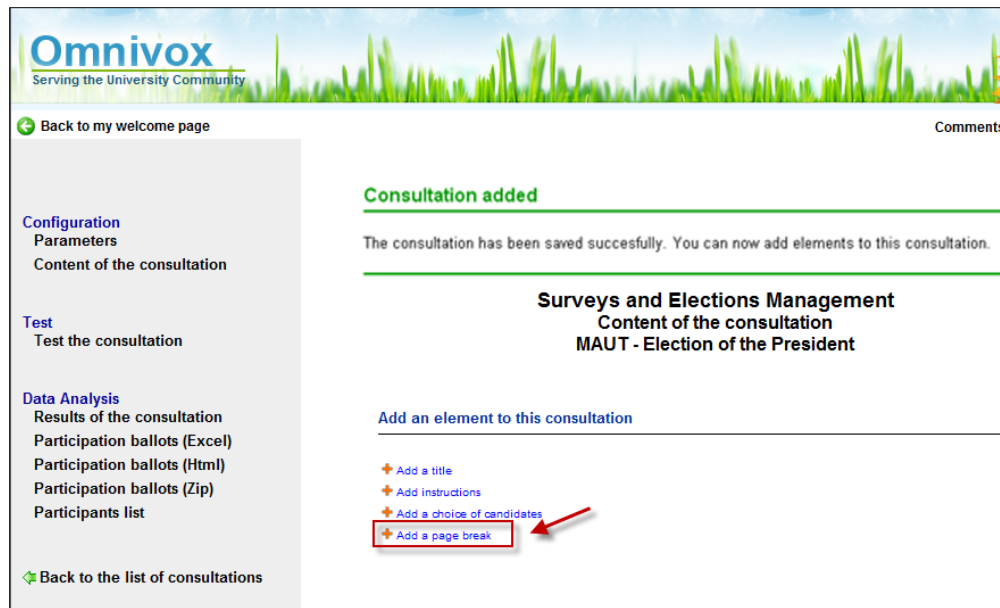 Omnivox
Serving the University Community
Back to my welcome page
Comments
Configuration
Parameters
Content of the consultation
Test
Test the consultation
Data Analysis
Results of the consultation
Participation ballots (Excel)
Participation ballots (Html)
Participation ballots (Zip)
Participants list
Back to the list of consultations
Consultation added
The consultation has been saved succesfully. You can now add elements to this consultation.
Surveys and Elections Management
Content of the consultation
MAUT - Election of the President
Add an element to this consultation
Add a title
Add instructions
Add a choice of candidates
Add a page break